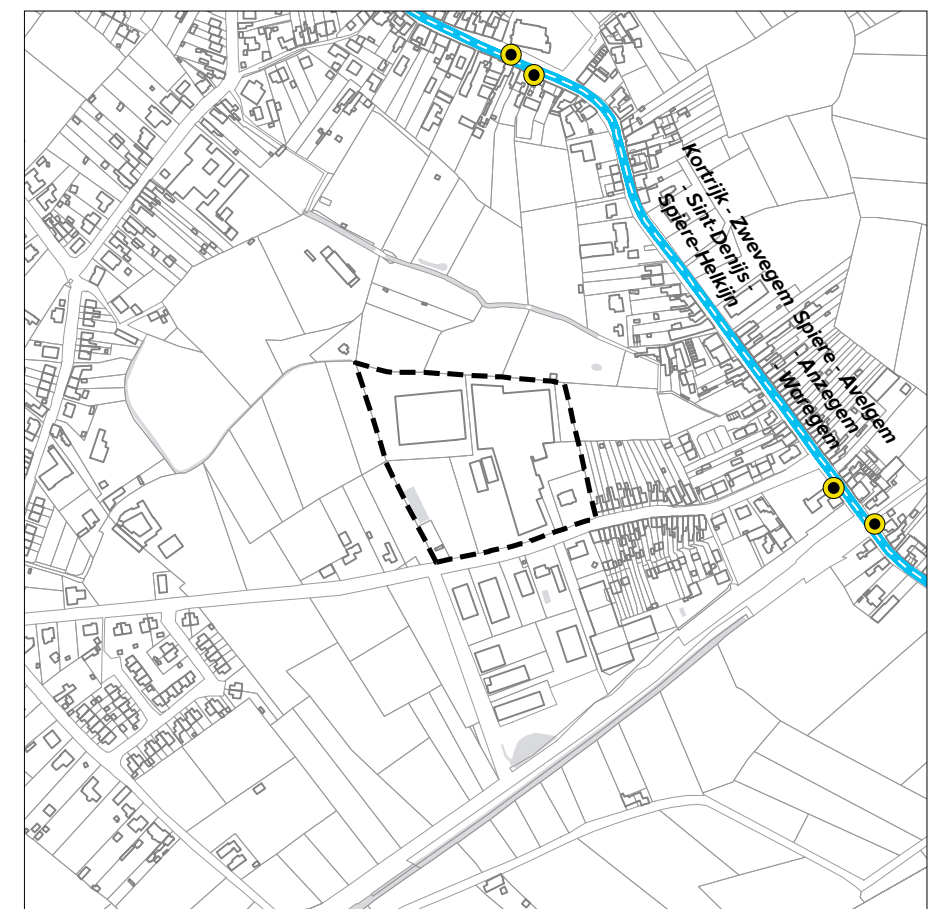 Kortrijk - Zwevegem
- Sint-Denijs -
Spiere-Helkijn
Spiere - Avelgem
- Anzegem
- Waregem